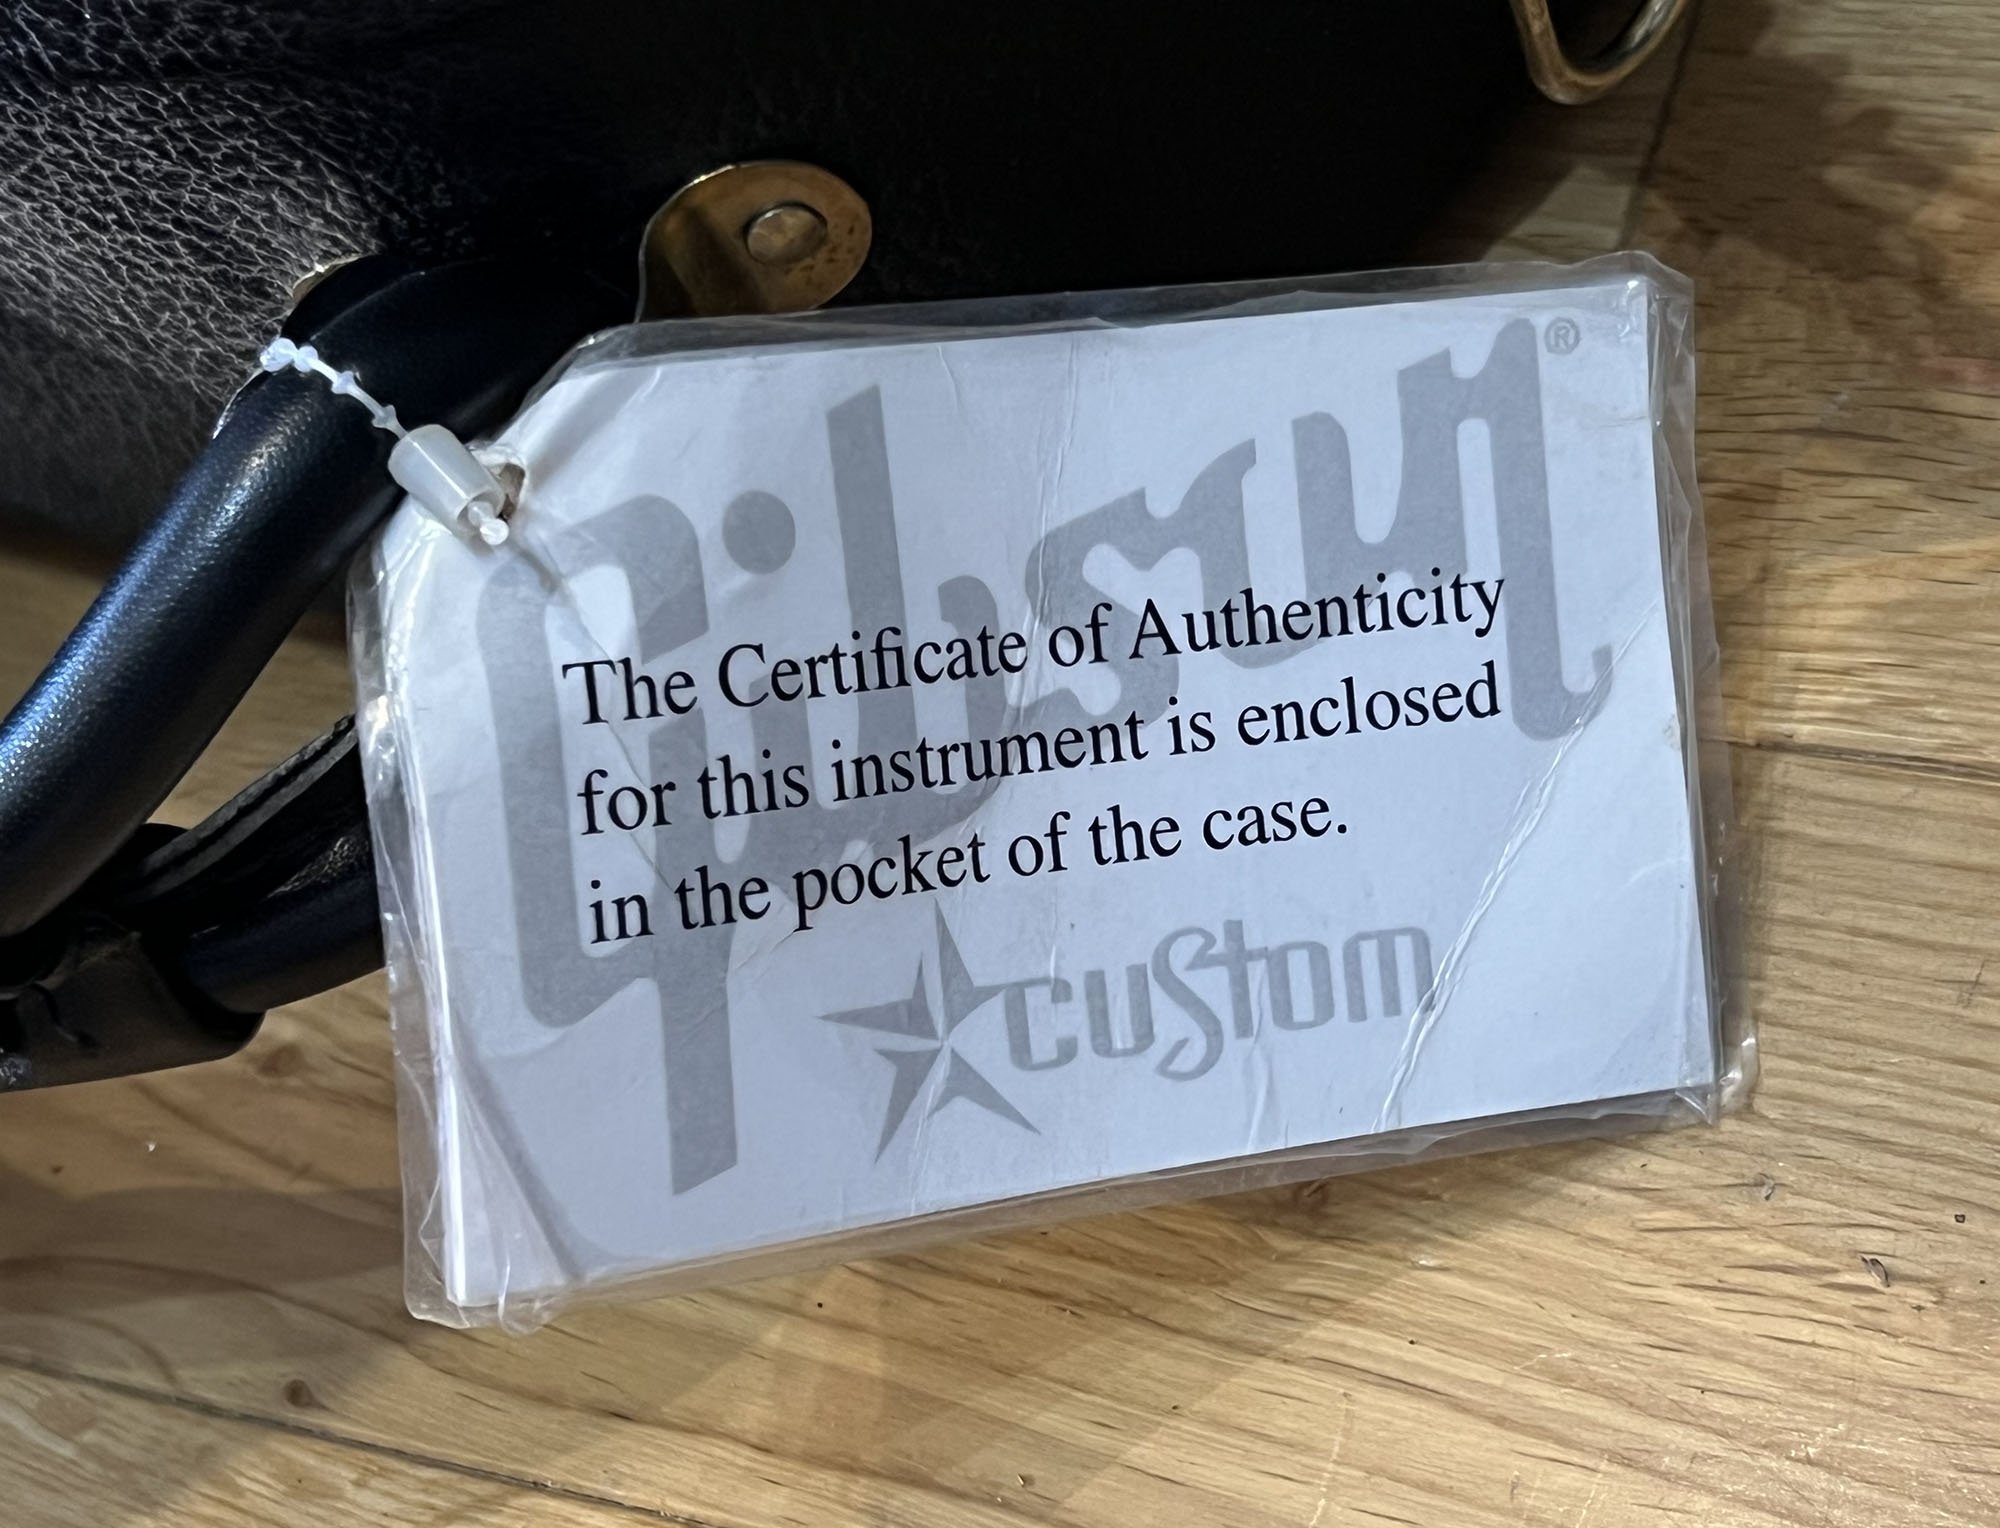 Gibson®
The Certificate of Authenticity
for this instrument is enclosed
in the pocket of the case.
custom